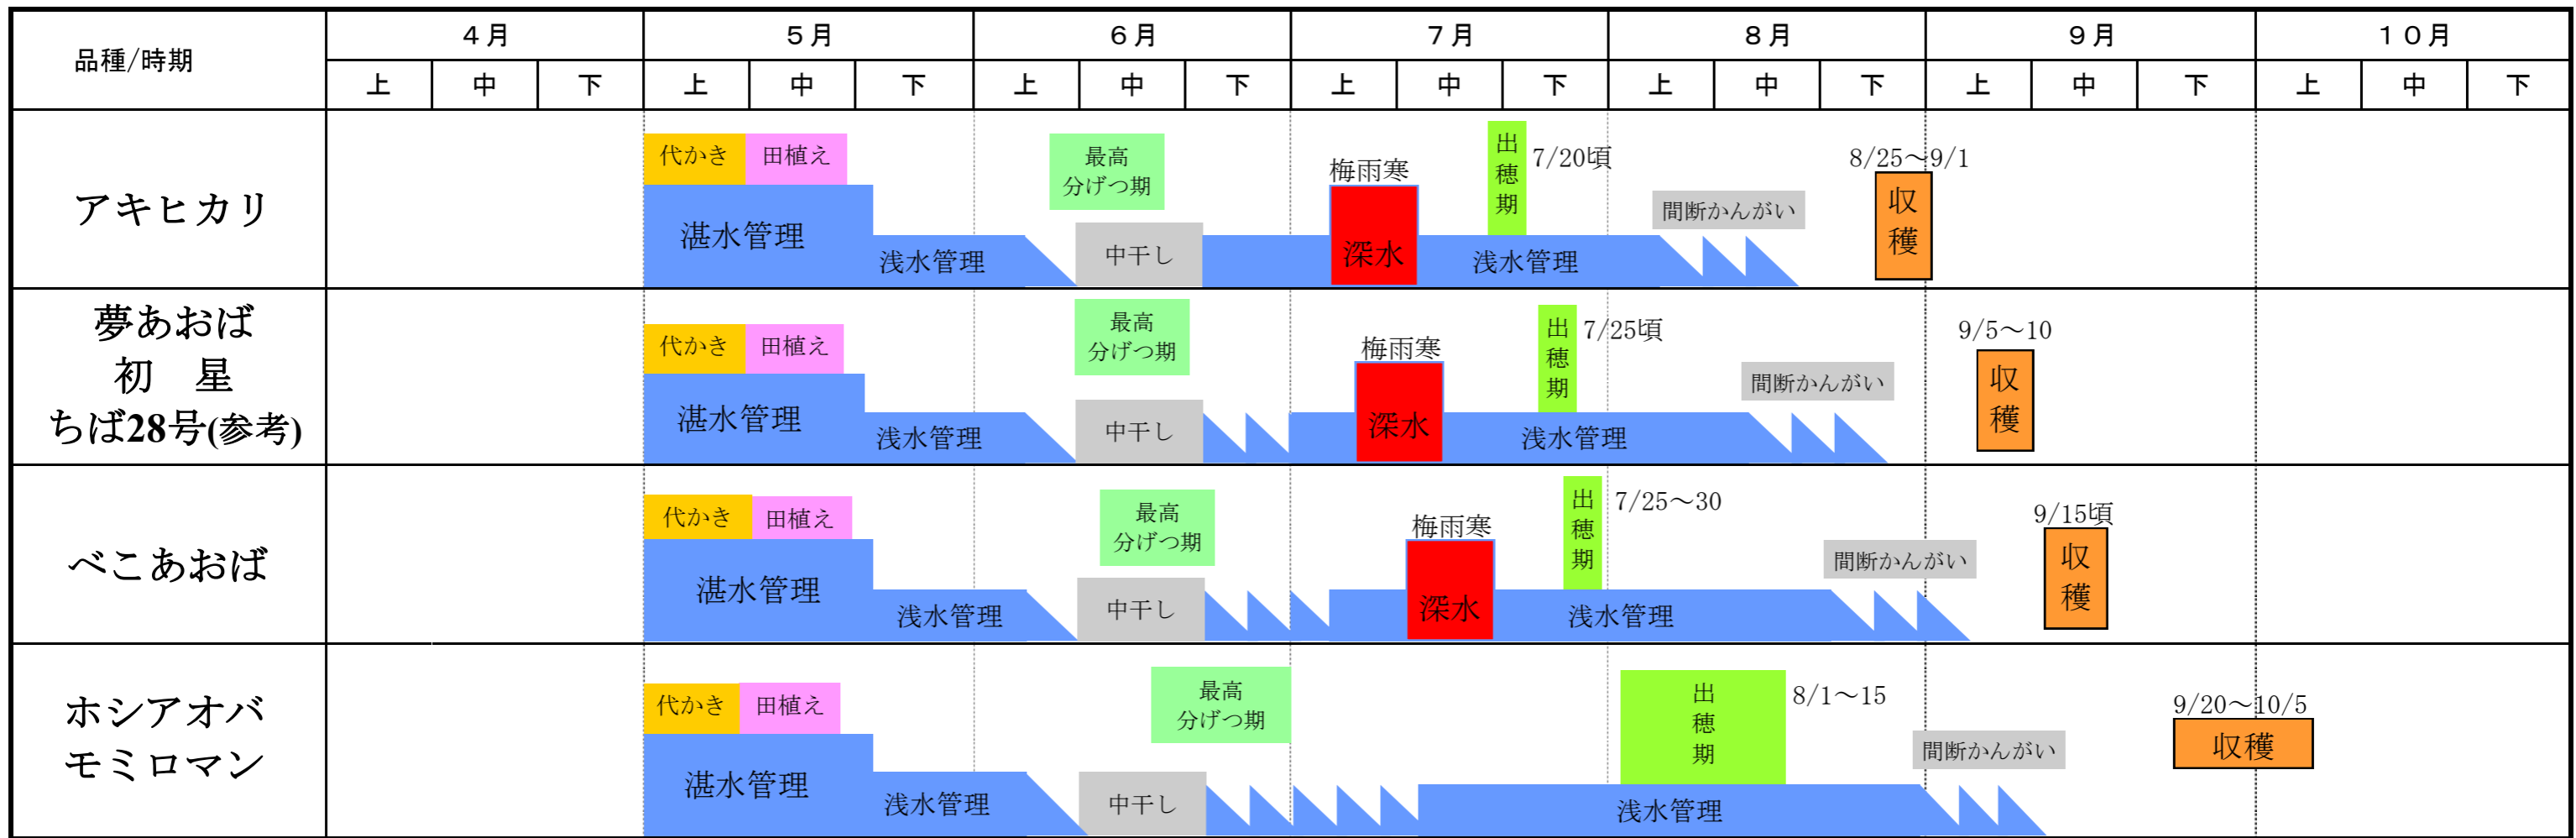 品種/時期
４月
５月
６月
７月
８月
９月
１０月
上 中 下 上 中 下 上 中 下 上 中 下 上 中 下 上 中 下 上 中 下
アキヒカリ
代かき
田植え
湛水管理
浅水管理
最高
分げつ期
中干し
梅雨寒
深水
出穂期
7/20頃
浅水管理
間断かんがい
8/25～9/1
収穫
夢あおば
初　星
ちば28号(参考)
代かき
田植え
湛水管理
浅水管理
最高
分げつ期
中干し
梅雨寒
深水
出穂期
7/25頃
浅水管理
間断かんがい
9/5～10
収穫
べこあおば
代かき
田植え
湛水管理
浅水管理
最高
分げつ期
中干し
梅雨寒
深水
出穂期
7/25～30
浅水管理
間断かんがい
9/15頃
収穫
ホシアオバ
モミロマン
代かき
田植え
湛水管理
浅水管理
最高
分げつ期
中干し
出穂期
8/1～15
浅水管理
間断かんがい
9/20～10/5
収穫